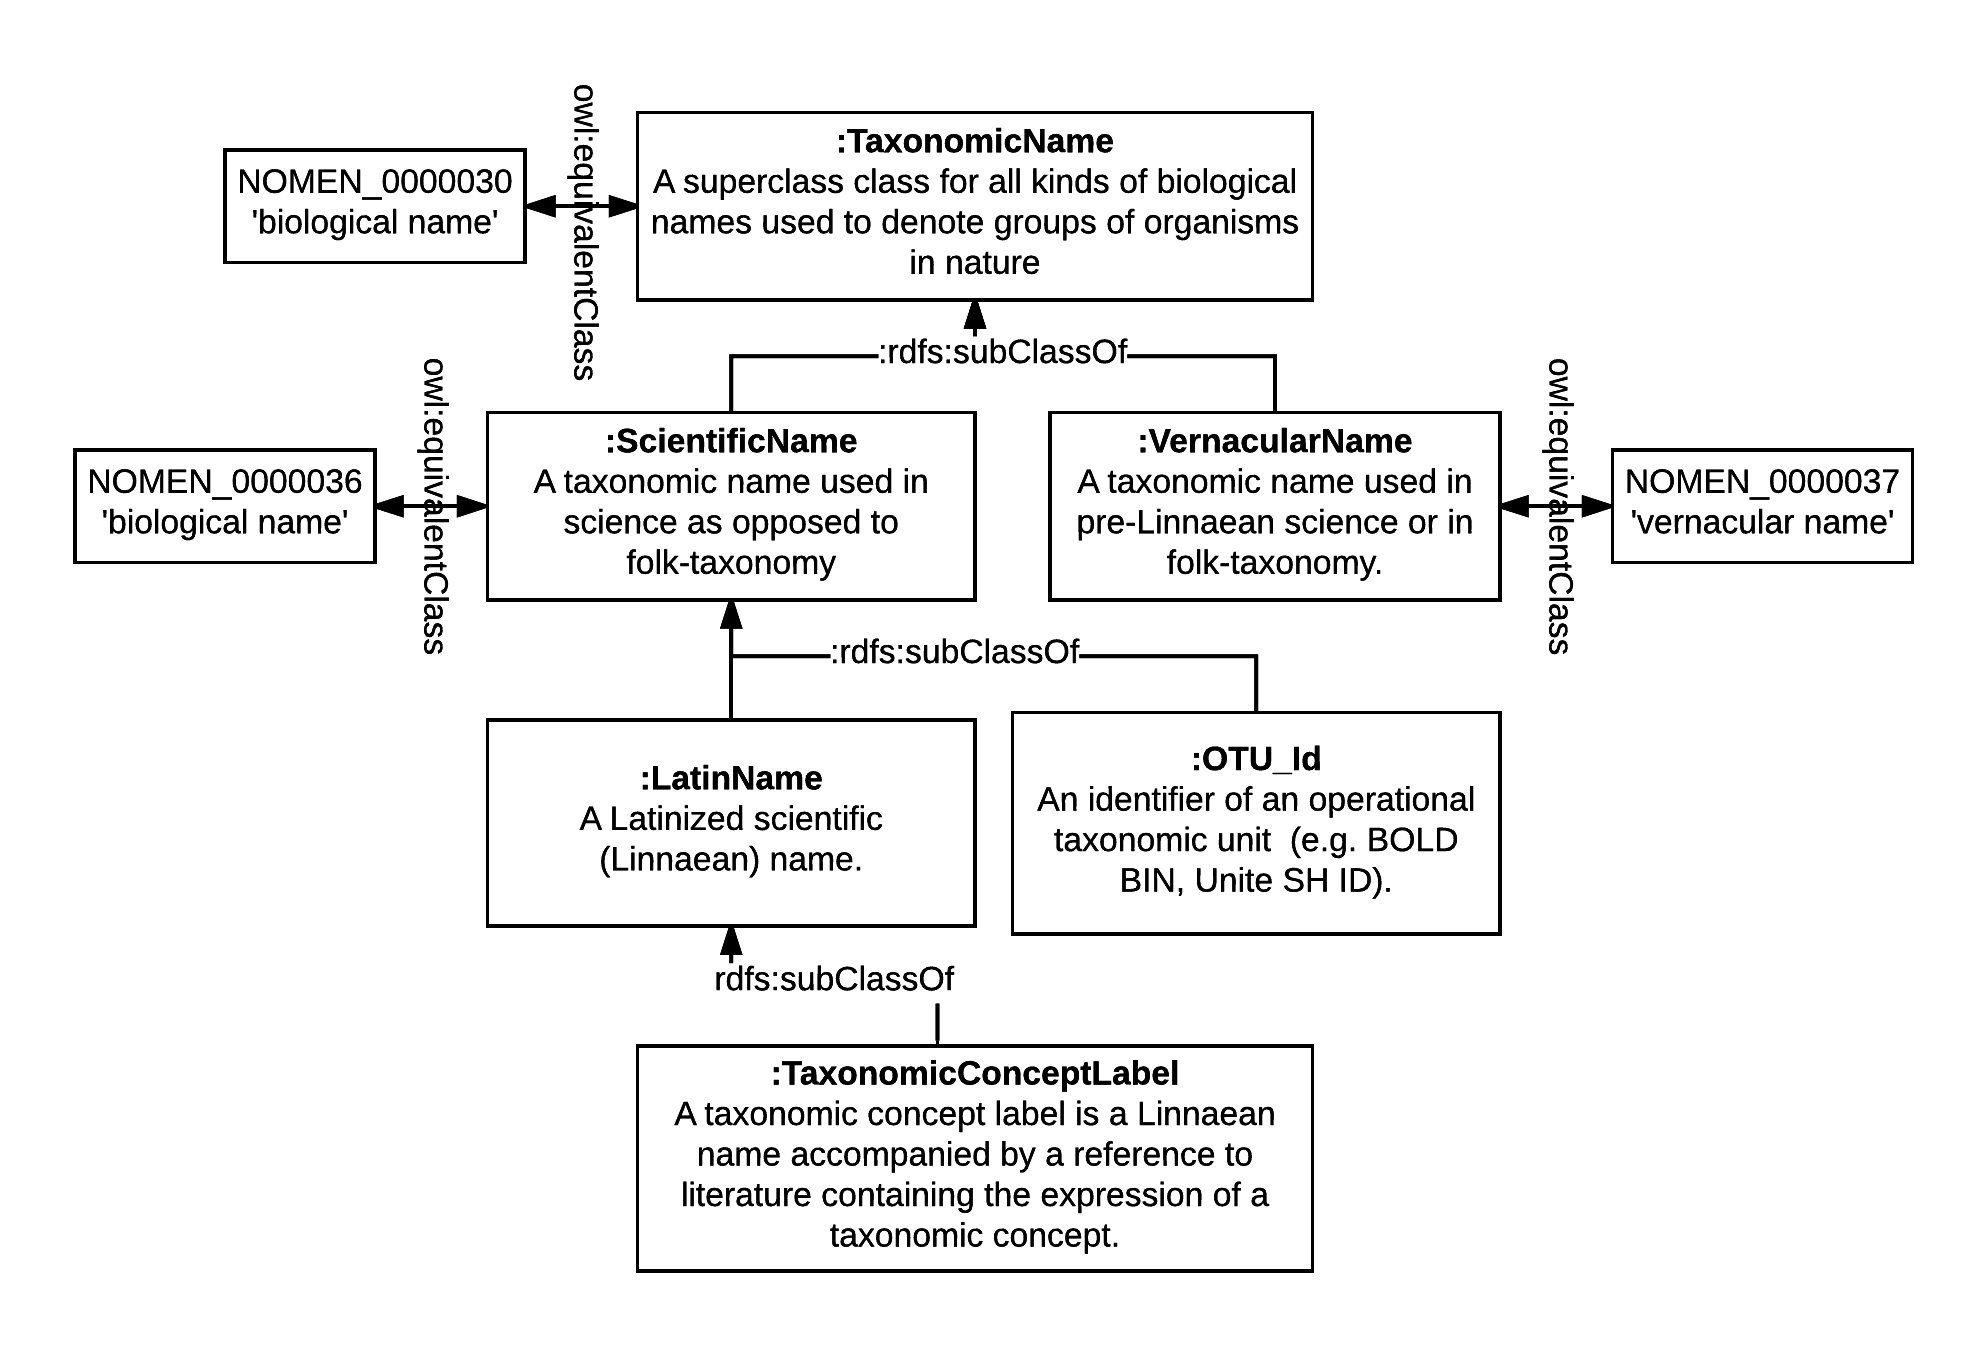 owl:equivalentClass
:TaxonomicName
A superclass class for all kinds of biological
names used to denote groups of organisms
in nature
NOMEN_0000030
'biological name'
:rdfs:subClassOf
owl:equivalentClass
:ScientificName
A taxonomic name used in
science as opposed to
folk-taxonomy
NOMEN_0000036
'biological name'
:VernacularName
A taxonomic name used in
pre-Linnaean science or in
folk-taxonomy.
owl:equivalentClass
NOMEN_0000037
'vernacular name'
:rdfs:subClassOf
:LatinName
A Latinized scientific
(Linnaean) name.
:OTU_Id
An identifier of an operational
taxonomic unit  (e.g. BOLD
BIN, Unite SH ID).
rdfs:subClassOf
:TaxonomicConceptLabel
A taxonomic concept label is a Linnaean
name accompanied by a reference to
literature containing the expression of a
taxonomic concept.